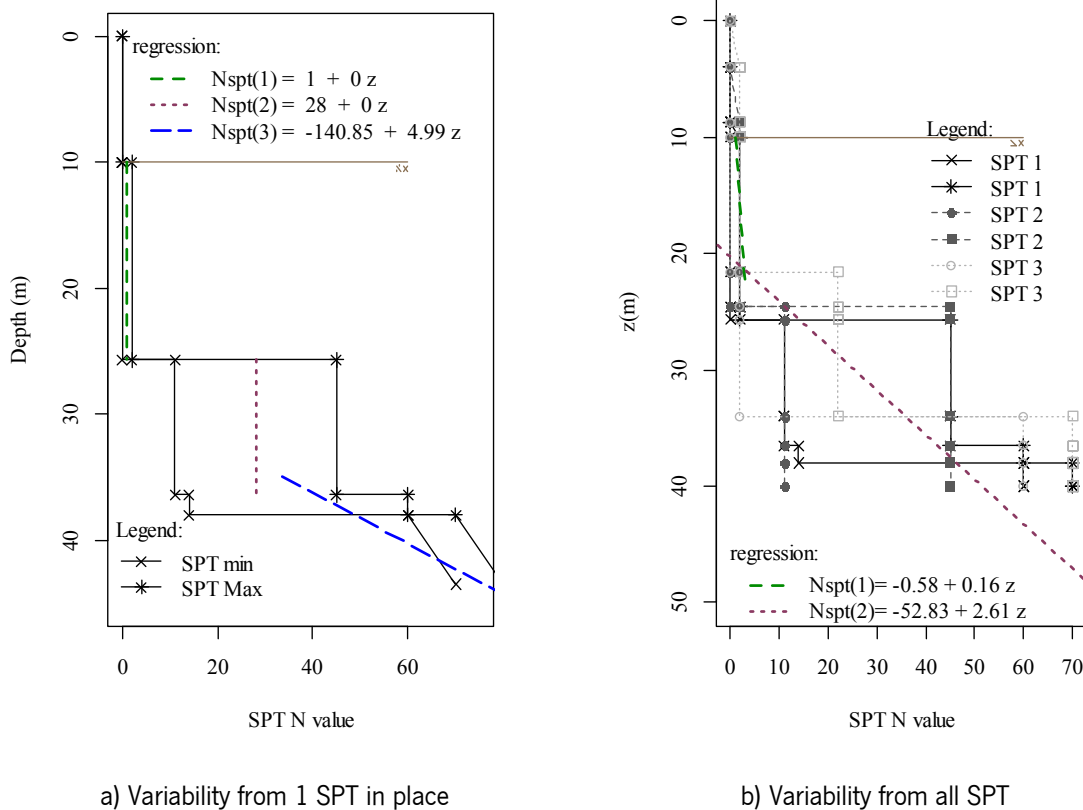 regression:
Nspt(1) = 1 + 0 z
Nspt(2) = 28 + 0 z
Nspt(3) = -140.85 + 4.99 z
0
10
20
30
40
Depth (m)
Legend:
SPT min
SPT Max
0
20
40
60
SPT N value
a) Variability from 1 SPT in place
0
10
20
30
40
50
z(m)
Legend:
SPT 1
SPT 1
SPT 2
SPT 2
SPT 3
SPT 3
regression:
Nspt(1)= -0.58 + 0.16 z
Nspt(2)= -52.83 + 2.61 z
0
10
20
30
40
50
60
70
SPT N value
b) Variability from all SPT